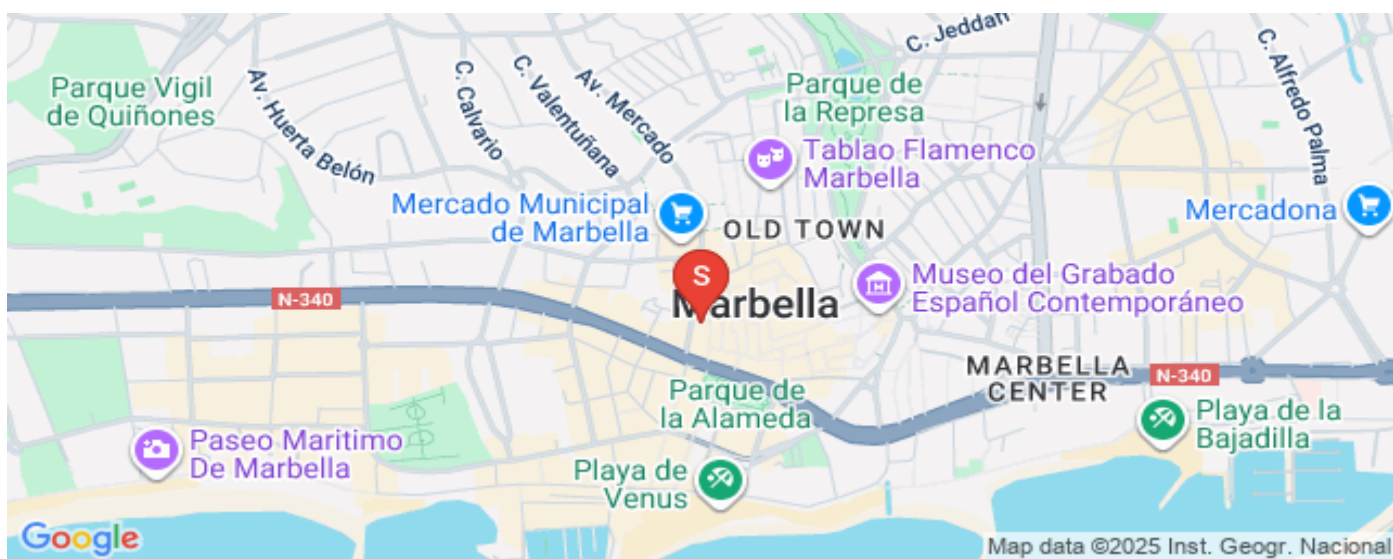 C. Jeddah
C. Alfredo Palma
Parque Vigil
de Quiñones
Av. Huerta Belón
C. Calvario
C. Valentuñana
Av. Mercado
Parque de
la Represa
Tablao Flamenco
Marbella
Mercado Municipal
de Marbella
OLD TOWN
Mercadona
S
Marbella
Museo del Grabado
Español Contemporáneo
N-340
MARBELLA
CENTER
N-340
Parque de
la Alameda
Paseo Maritimo
De Marbella
Playa de
Venus
Playa de la
Bajadilla
Google
Map data ©2025 Inst. Geogr. Nacional